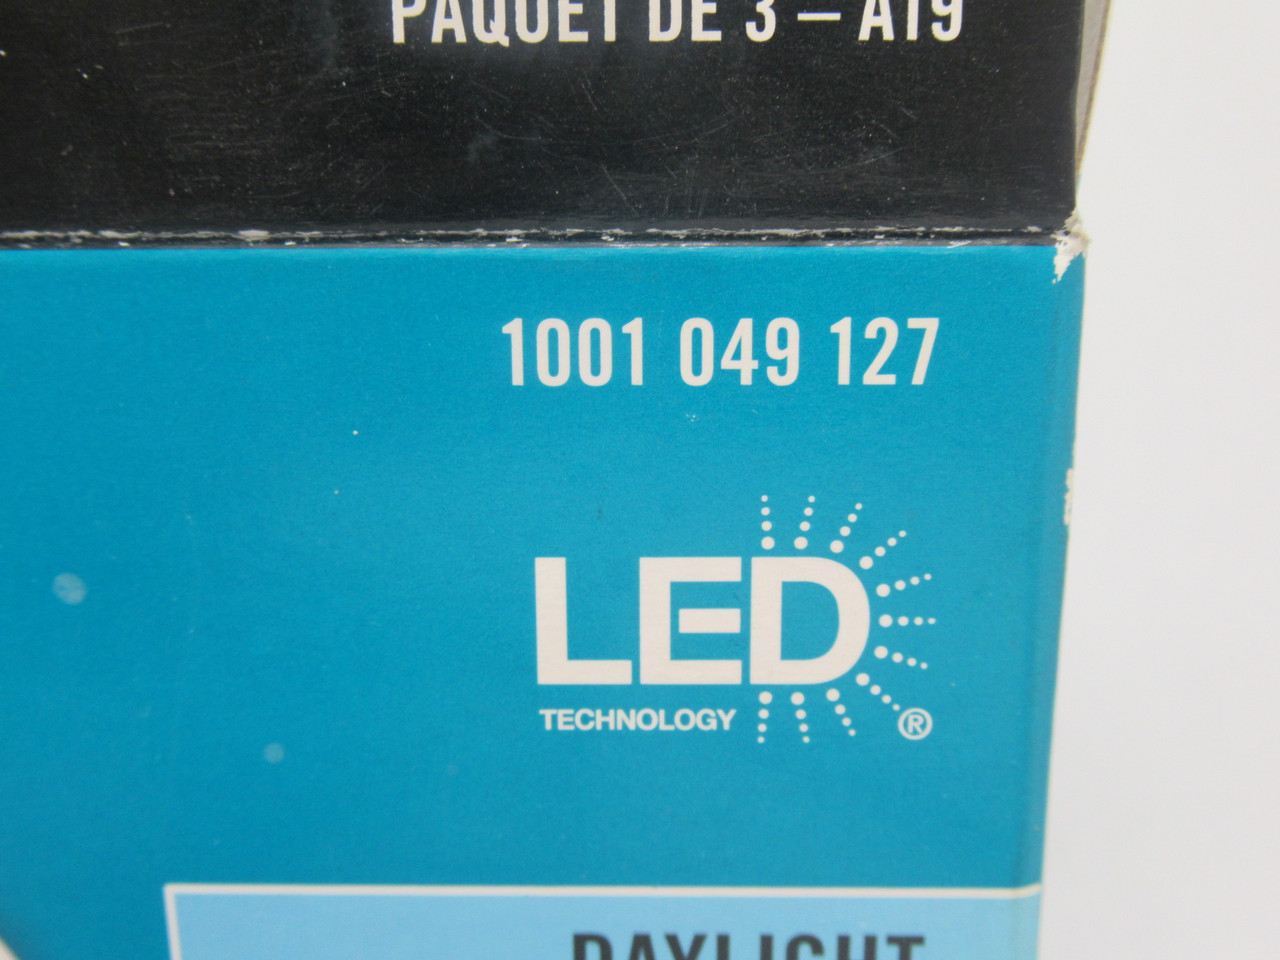 PAQUET DE 3 – A19
1001 049 127
LED
TECHNOLOGY ®
DAYLIGHT